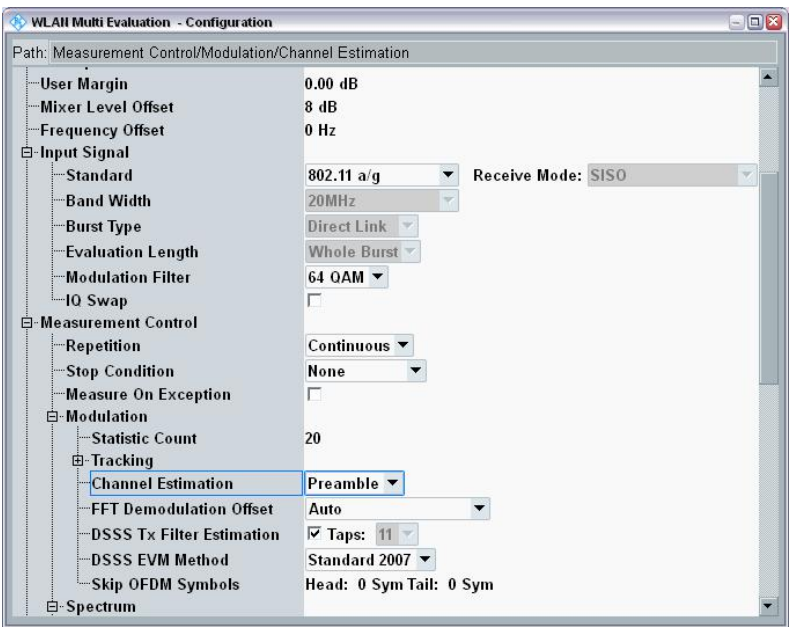 WLAN Multi Evaluation - Configuration
Path: Measurement Control/Modulation/Channel Estimation
User Margin 0.00 dB
Mixer Level Offset 8 dB
Frequency Offset 0 Hz
Input Signal
Standard 802.11 a/g Receive Mode: SISO
Band Width 20MHz
Burst Type Direct Link
Evaluation Length Whole Burst
Modulation Filter 64 QAM
IQ Swap
Measurement Control
Repetition Continuous
Stop Condition None
Measure On Exception
Modulation
Statistic Count 20
Tracking
Channel Estimation Preamble
FFT Demodulation Offset Auto
DSSS Tx Filter Estimation Taps: 11
DSSS EVM Method Standard 2007
Skip OFDM Symbols Head: 0 Sym Tail: 0 Sym
Spectrum